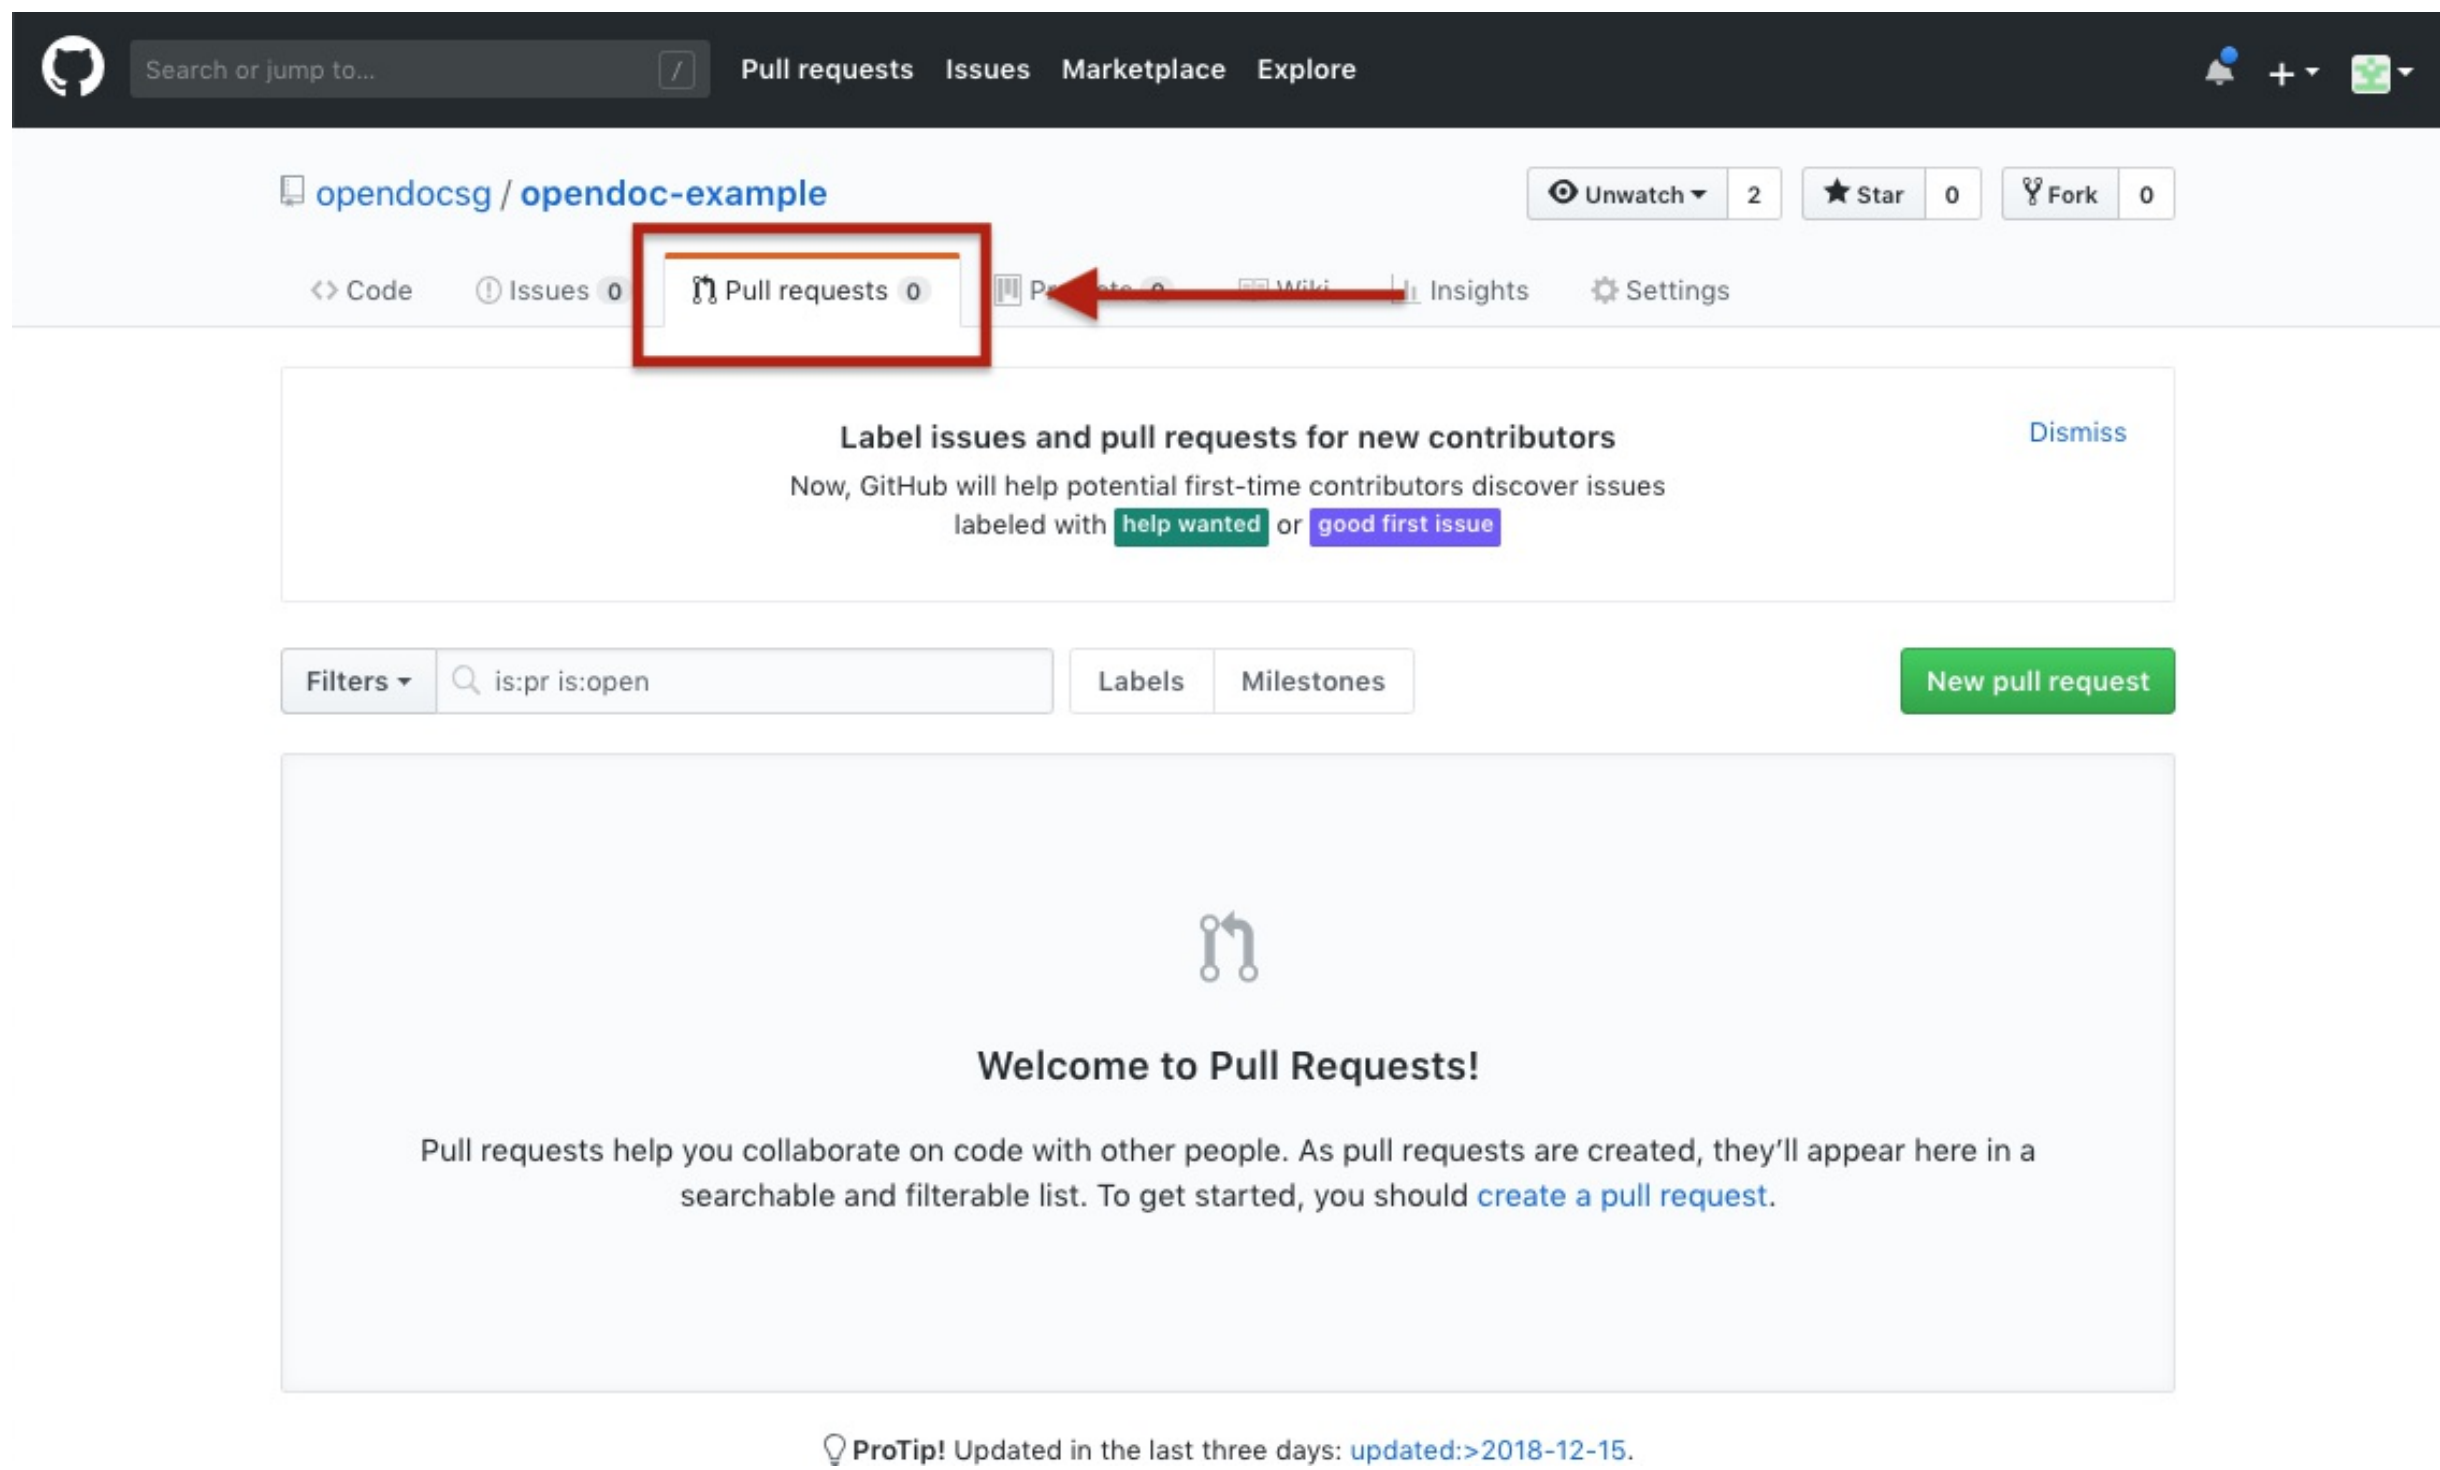 Search or jump to... / Pull requests Issues Marketplace Explore
opendocsg / opendoc-example Unwatch 2 Star 0 Fork 0
Code Issues 0 Pull requests 0 Insights Settings
Label issues and pull requests for new contributors
Dismiss
Now, GitHub will help potential first-time contributors discover issues
labeled with help wanted or good first issue
Filters is:pr is:open Labels Milestones New pull request
Welcome to Pull Requests!
Pull requests help you collaborate on code with other people. As pull requests are created, they’ll appear here in a
searchable and filterable list. To get started, you should create a pull request.
ProTip! Updated in the last three days: updated:>2018-12-15.